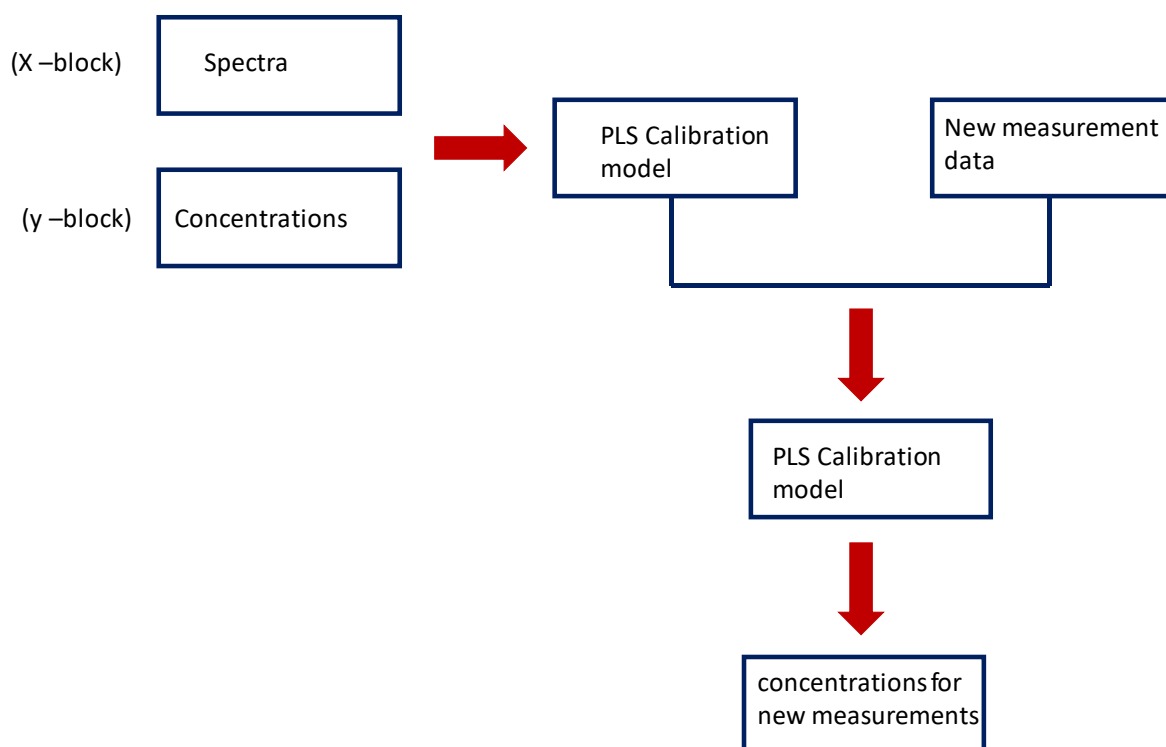 (X –block)
Spectra
(y –block)
Concentrations
PLS Calibration
model
New measurement
data
PLS Calibration
model
concentrations for
new measurements